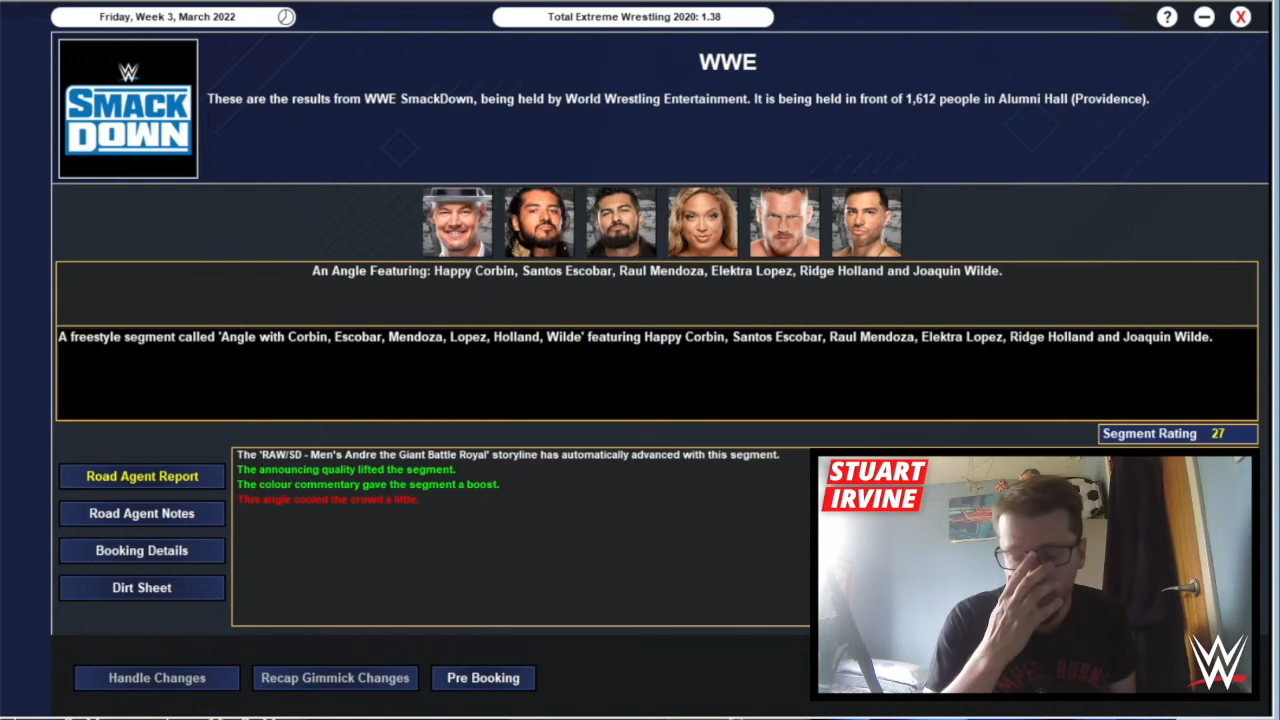 Friday, Week 3, March 2022
Total Extreme Wrestling 2020: 1.38
?
X
WWE
W
SMACK
DOWN
These are the results from WWE SmackDown, being held by World Wrestling Entertainment. It is being held in front of 1,612 people in Alumni Hall (Providence).
An Angle Featuring: Happy Corbin, Santos Escobar, Raul Mendoza, Elektra Lopez, Ridge Holland and Joaquin Wilde.
A freestyle segment called 'Angle with Corbin, Escobar, Mendoza, Lopez, Holland, Wilde' featuring Happy Corbin, Santos Escobar, Raul Mendoza, Elektra Lopez, Ridge Holland and Joaquin Wilde.
Segment Rating 27
The 'RAW/SD - Men's Andre the Giant Battle Royal' storyline has automatically advanced with this segment.
The announcing quality lifted the segment.
The colour commentary gave the segment a boost.
This angle cooled the crowd a little.
Road Agent Report
Road Agent Notes
Booking Details
Dirt Sheet
STUART
IRVINE
W
Handle Changes
Recap Gimmick Changes
Pre Booking